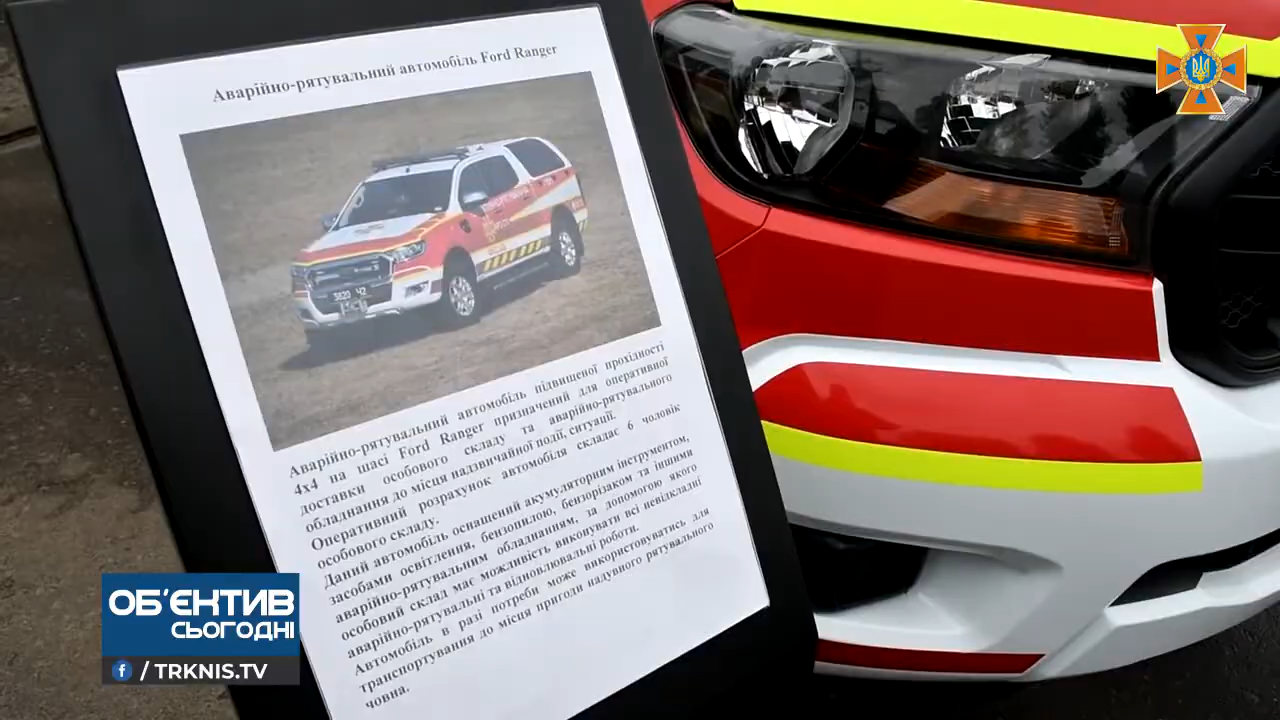 Аварійно-рятувальний автомобіль Ford Ranger
5820 Ч2
Аварійно-рятувальний автомобіль підвищеної прохідності
4х4 на шасі Ford Ranger призначений для оперативної
доставки особового складу та аварійно-рятувального
обладнання до місця надзвичайної події, ситуації.
Оперативний розрахунок автомобіля складає 6 чоловік
особового складу.
Даний автомобіль оснащений акумуляторним інструментом,
засобами освітлення, бензопилою, бензорізаком та іншими
аварійно-рятувальним обладнанням, за допомогою якого
особовий склад має можливість виконувати всі невідкладні
аварійно-рятувальні та відновлювальні роботи.
Автомобіль в разі потреби може використовуватись для
транспортування до місця пригоди надувного рятувального
човна.
ОБ'ЄКТИВ
СЬОГОДНІ
f / TRKNIS.TV